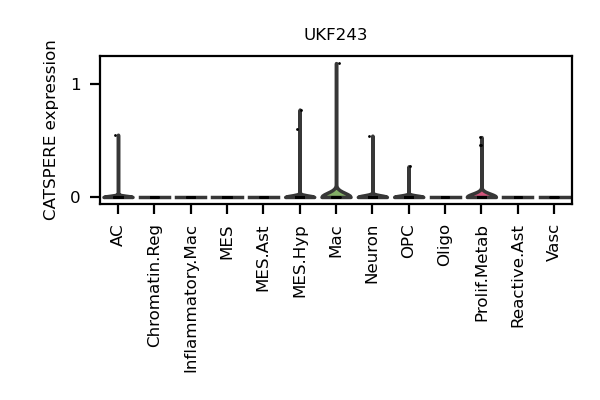 UKF243
CATSPERE expression
1
0
AC
Chromatin.Reg
Inflammatory.Mac
MES
MES.Ast
MES.Hyp
Mac
Neuron
OPC
Oligo
Prolif.Metab
Reactive.Ast
Vasc